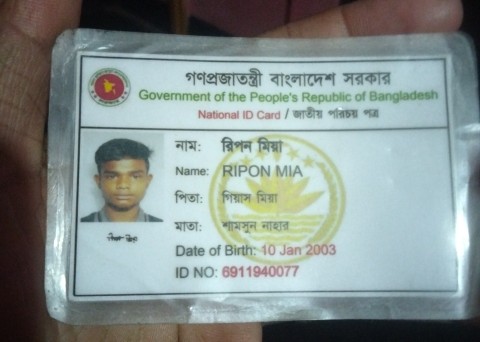 গণপ্রজাতন্ত্রী বাংলাদেশ সরকার
Government of the People's Republic of Bangladesh
National ID Card / জাতীয় পরিচয় পত্র
নাম: রিপন মিয়া
Name: RIPON MIA
পিতা: গিয়াস মিয়া
মাতা: শামসুন নাহার
Date of Birth: 10 Jan 2003
ID NO: 6911940077